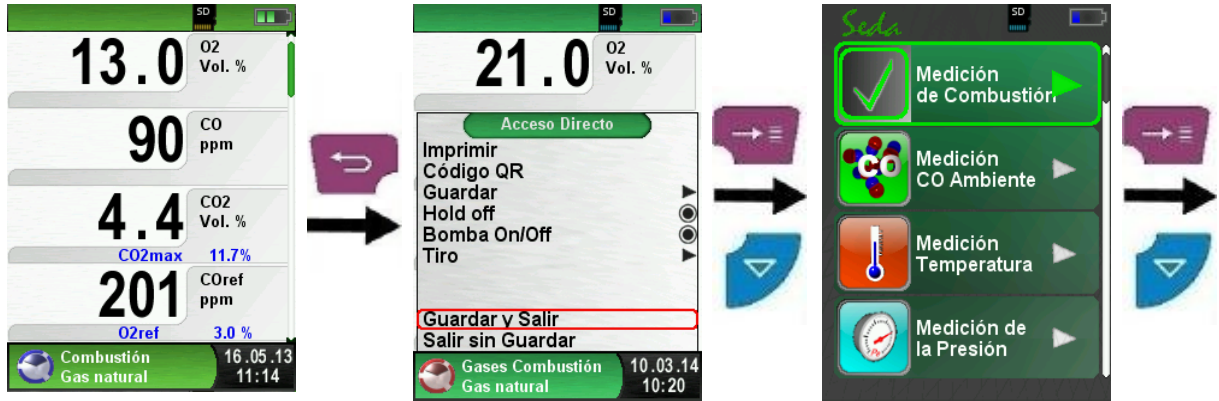 SD
13.0 O2
Vol. %
90 CO
ppm
4.4 CO2
Vol. %
CO2max 11.7%
201 COref
ppm
O2ref 3.0 %
Combustión 16.05.13
Gas natural 11:14
SD
21.0 O2
Vol. %
Acceso Directo
Imprimir
Código QR
Guardar
Hold off
Bomba On/Off
Tiro
Guardar y Salir
Salir sin Guardar
Gases Combustión 10.03.14
Gas natural 10:20
Seda SD
Medición
de Combustión
CO
Medición
CO Ambiente
Medición
Temperatura
Medición de
la Presión